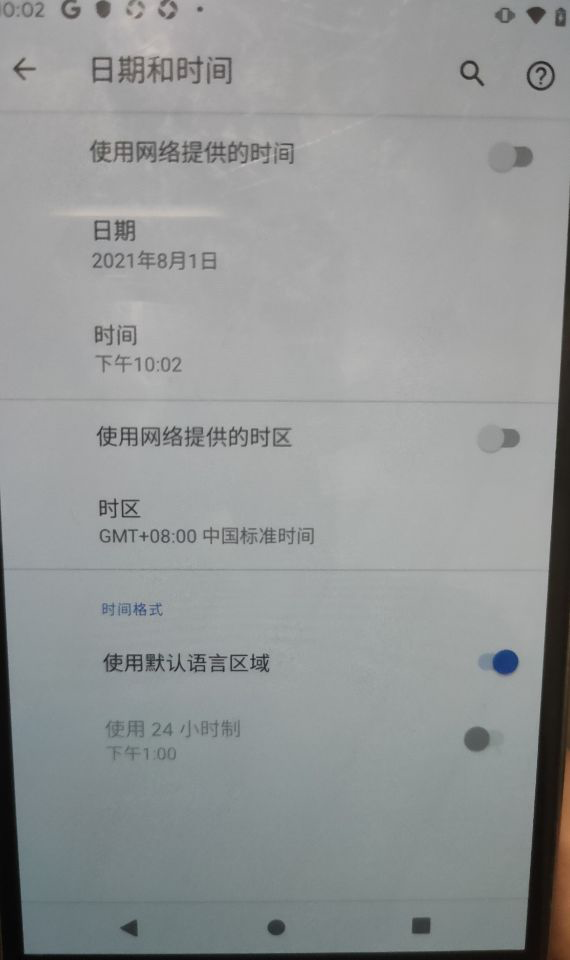 10:02
日期和时间
使用网络提供的时间
日期
2021年8月1日
时间
下午10:02
使用网络提供的时区
时区
GMT+08:00 中国标准时间
时间格式
使用默认语言区域
使用 24 小时制
下午1:00